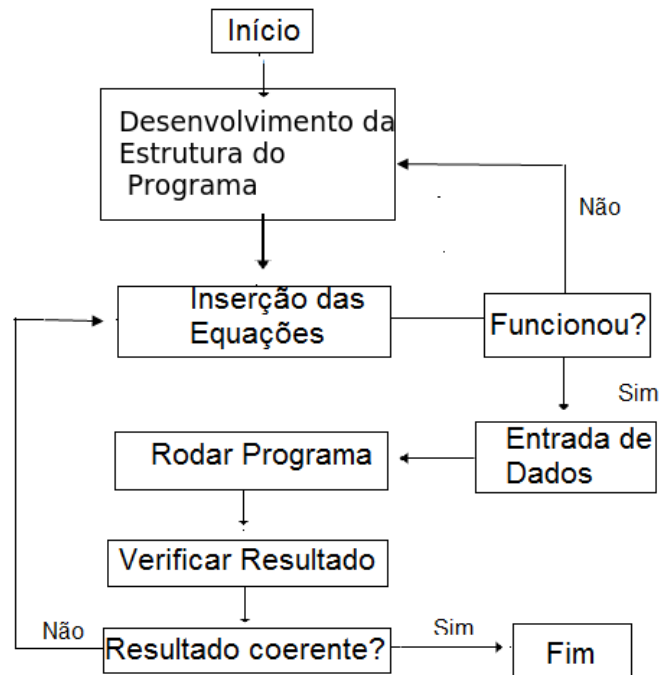 Início
Desenvolvimento da
Estrutura do
Programa
Não
Inserção das
Equações
Funcionou?
Sim
Entrada de
Dados
Rodar Programa
Verificar Resultado
Não
Resultado coerente?
Sim
Fim